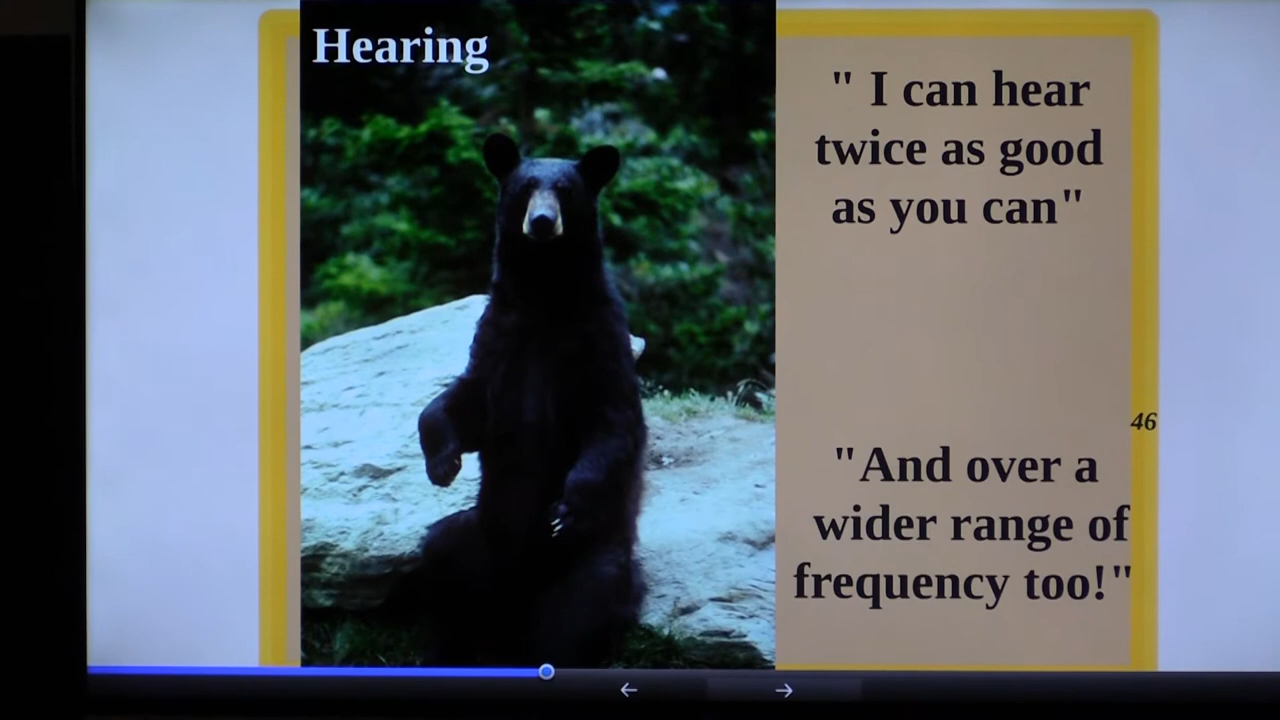 Hearing
" I can hear
twice as good
as you can"
46
"And over a
wider range of
frequency too!"